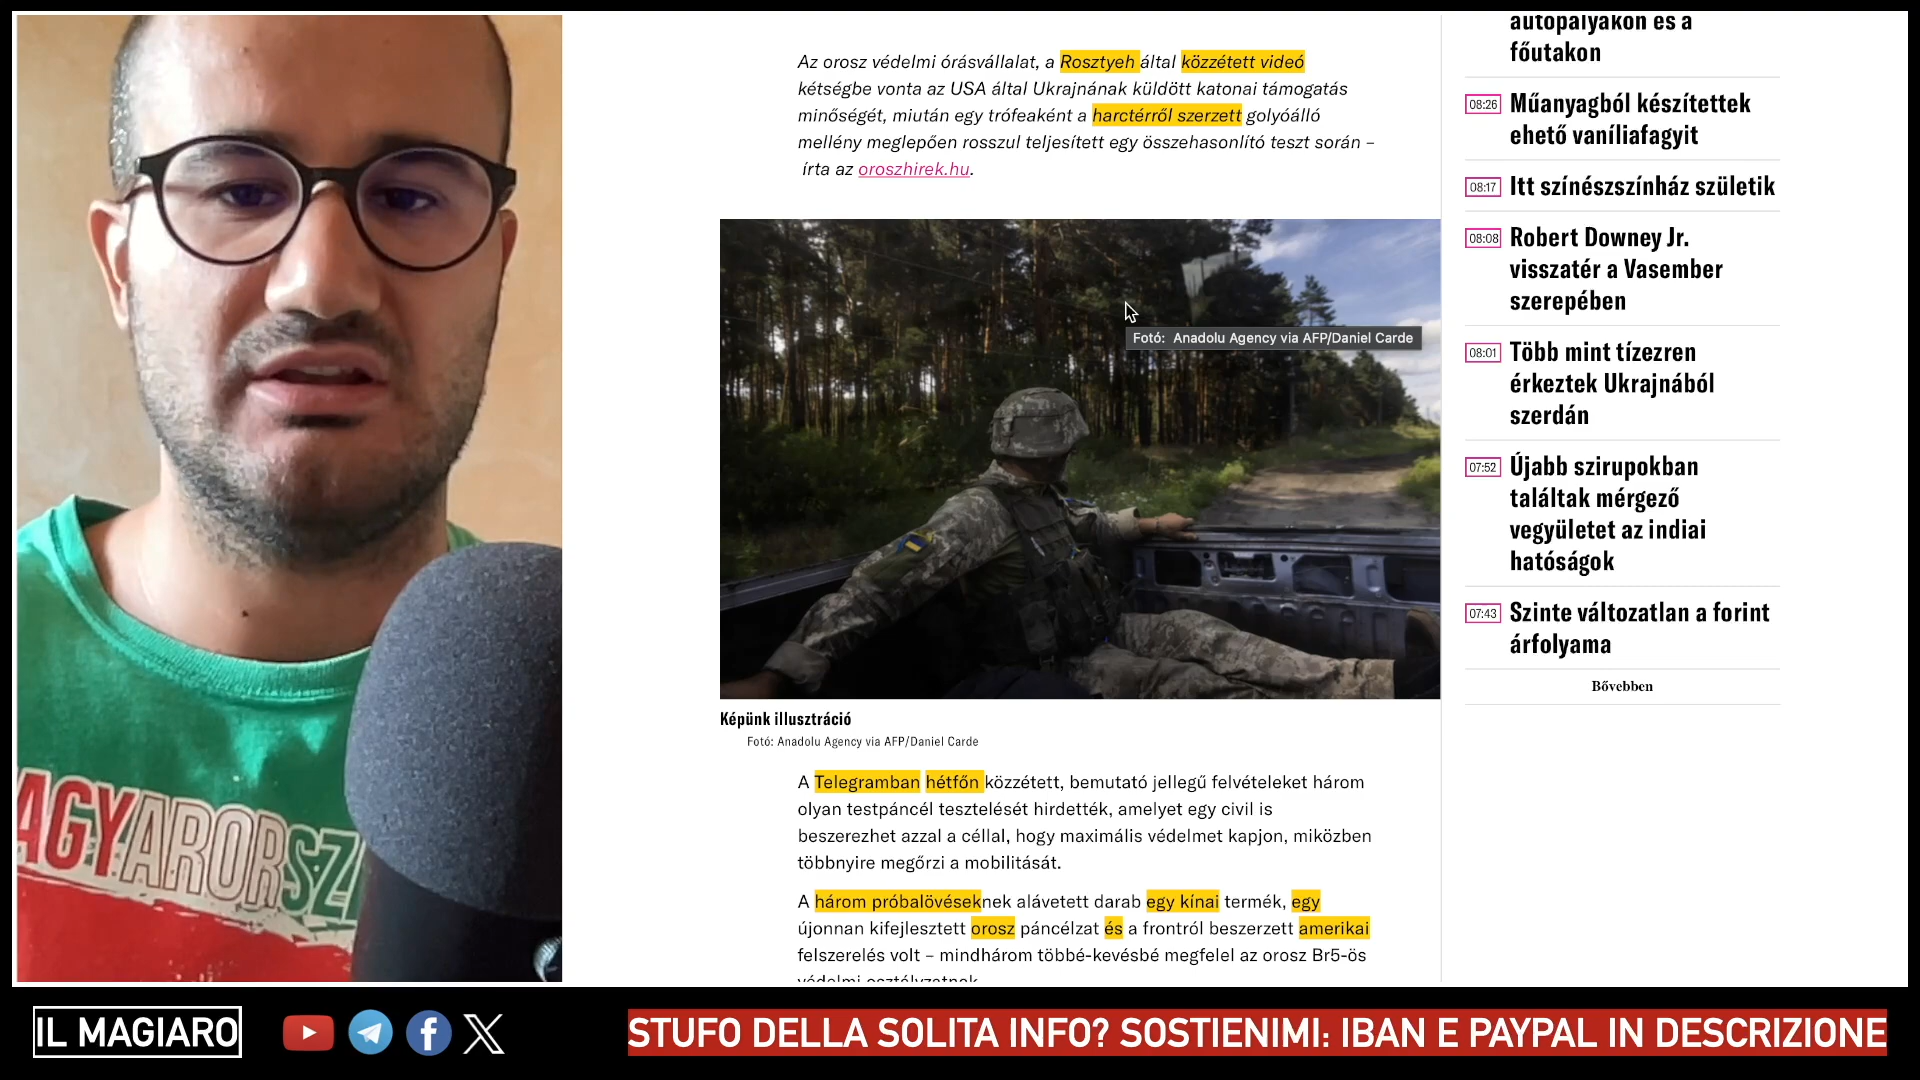 Az orosz védelmi órásvállalat, a Rosztyeh által közzétett videó
kétségbe vonta az USA által Ukrajnának küldött katonai támogatás
minőségét, miután egy trófeaként a harctérről szerzett golyóálló
mellény meglepően rosszul teljesített egy összehasonlító teszt során –
írta az oroszhirek.hu.
Fotó: Anadolu Agency via AFP/Daniel Carde
Képünk illusztráció
Fotó: Anadolu Agency via AFP/Daniel Carde
A Telegramban hétfőn közzétett, bemutató jellegű felvételeket három
olyan testpáncél tesztelését hirdették, amelyet egy civil is
beszerezhet azzal a céllal, hogy maximális védelmet kapjon, miközben
többnyire megőrzi a mobilitását.
A három próbalövéseknek alávetett darab egy kínai termék, egy
újonnan kifejlesztett orosz páncélzat és a frontról beszerzett amerikai
felszerelés volt – mindhárom többé-kevésbé megfelel az orosz Br5-ös
védelmi osztályzatnak
autópályákon és a
főutakon
08:26 Műanyagból készítettek
ehető vaníliafagyit
08:17 Itt színészszínház születik
08:08 Robert Downey Jr.
visszatér a Vasember
szerepében
08:01 Több mint tízezren
érkeztek Ukrajnából
szerdán
07:52 Újabb szirupokban
találtak mérgező
vegyületet az indiai
hatóságok
07:43 Szinte változatlan a forint
árfolyama
Bővebben
AGYARORSZ
IL MAGIARO
STUFO DELLA SOLITA INFO? SOSTIENIMI: IBAN E PAYPAL IN DESCRIZIONE